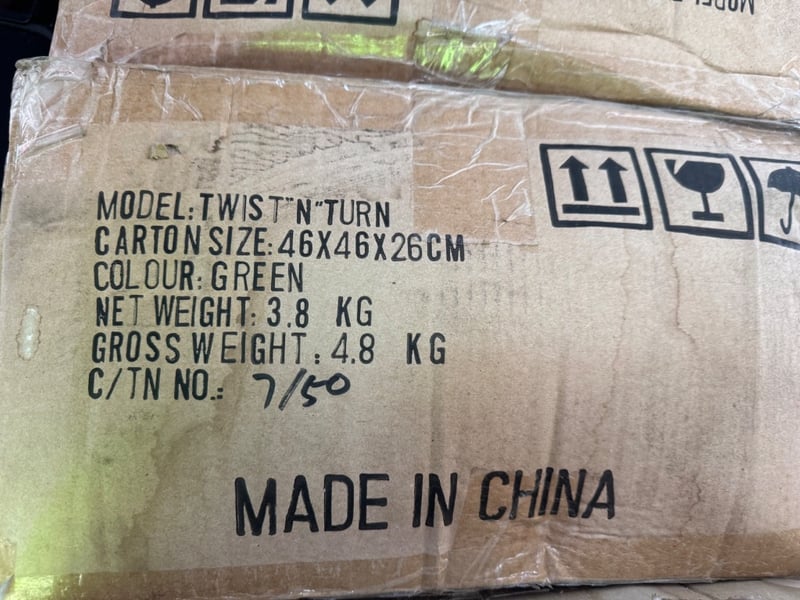 MODEL
MODEL:TWIST"N"TURN
CARTON SIZE:46X46X26CM
COLOUR:GREEN
NET WEIGHT:3.8 KG
GROSS WEIGHT:4.8 KG
C/TN NO.: 7/50
MADE IN CHINA